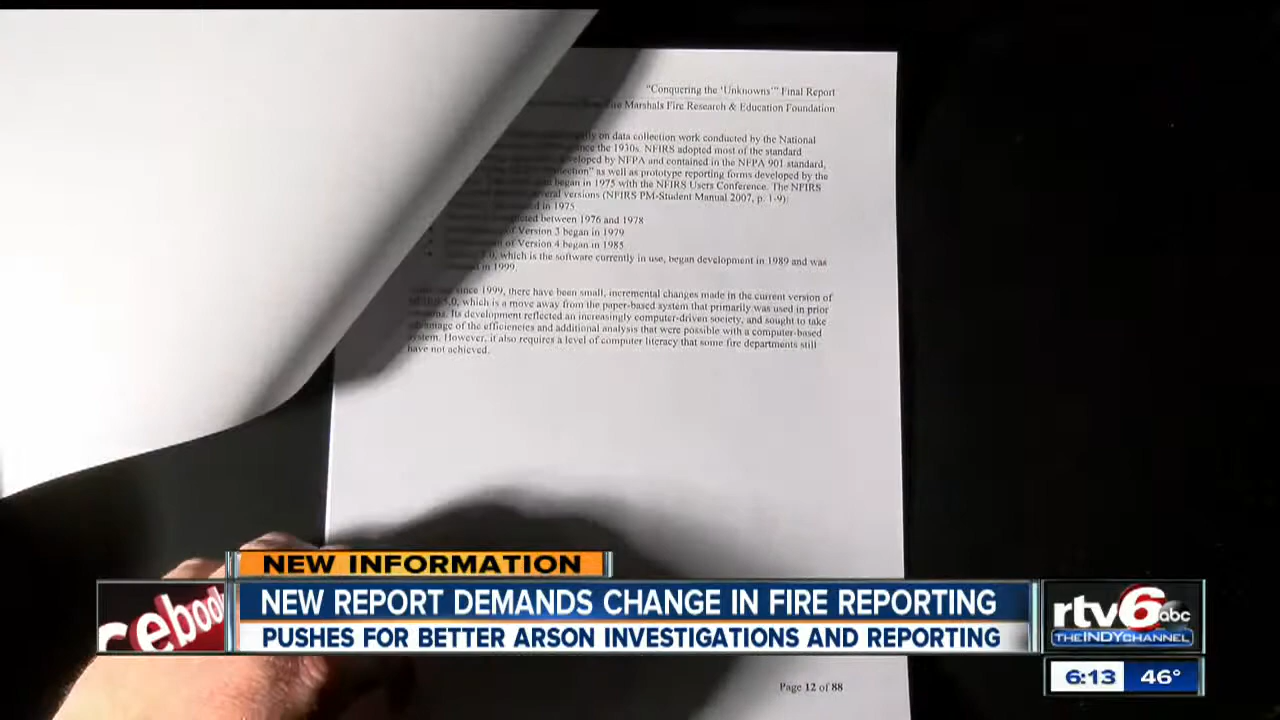 "Conquering the 'Unknowns'" Final Report
Marshals Fire Research & Education Foundation
on data collection work conducted by the National
the 1930s. NFIRS adopted most of the standard
by NFPA and contained in the NFPA 901 standard,
as well as prototype reporting forms developed by the
began in 1975 with the NFIRS Users Conference. The NFIRS
versions (NFIRS PM-Student Manual 2007, p. 1-9):
in 1975
between 1976 and 1978
of Version 3 began in 1979
of Version 4 began in 1985
which is the software currently in use, began development in 1989 and was
in 1999.
since 1999, there have been small, incremental changes made in the current version of
5.0, which is a move away from the paper-based system that primarily was used in prior
Its development reflected an increasingly computer-driven society, and sought to take
advantage of the efficiencies and additional analysis that were possible with a computer-based
system. However, it also requires a level of computer literacy that some fire departments still
have not achieved.
NEW INFORMATION
NEW REPORT DEMANDS CHANGE IN FIRE REPORTING
PUSHES FOR BETTER ARSON INVESTIGATIONS AND REPORTING
cebook
rtv6 abc
THEINDYCHANNEL
6:13 46°
Page 12 of 88